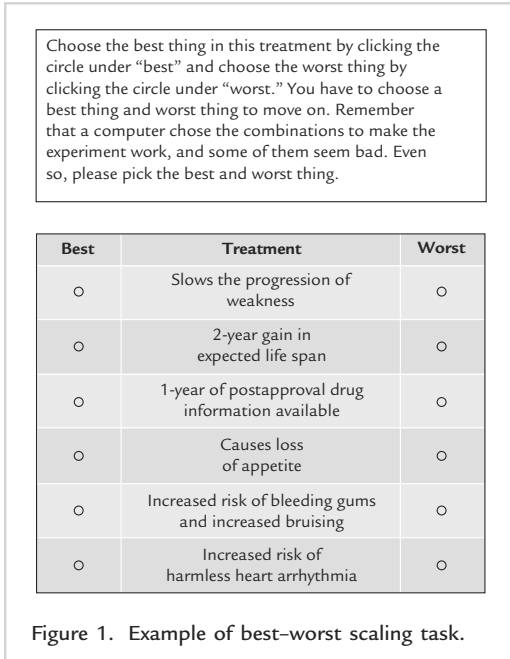 Choose the best thing in this treatment by clicking the
circle under “best” and choose the worst thing by
clicking the circle under “worst.” You have to choose a
best thing and worst thing to move on. Remember
that a computer chose the combinations to make the
experiment work, and some of them seem bad. Even
so, please pick the best and worst thing.
Best Treatment Worst
Slows the progression of
weakness
2-year gain in
expected life span
1-year of postapproval drug
information available
Causes loss
of appetite
Increased risk of bleeding gums
and increased bruising
Increased risk of
harmless heart arrhythmia
Figure 1. Example of best–worst scaling task.